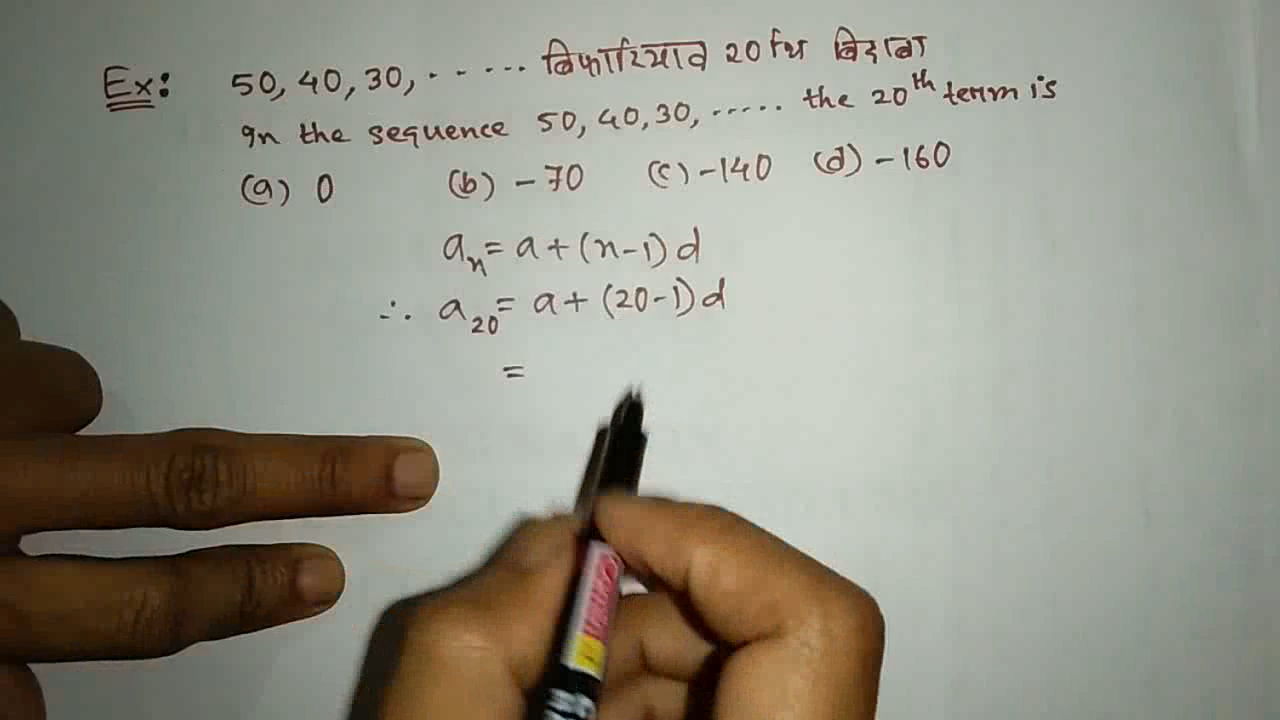 Ex: 50, 40, 30, ...... बिफारियाव 20थि बिदाबा
In the sequence 50, 40, 30, ...... the 20th term is
(a) 0 (b) -70 (c) -140 (d) -160
an = a + (n-1)d
∴ a20 = a + (20-1)d
=